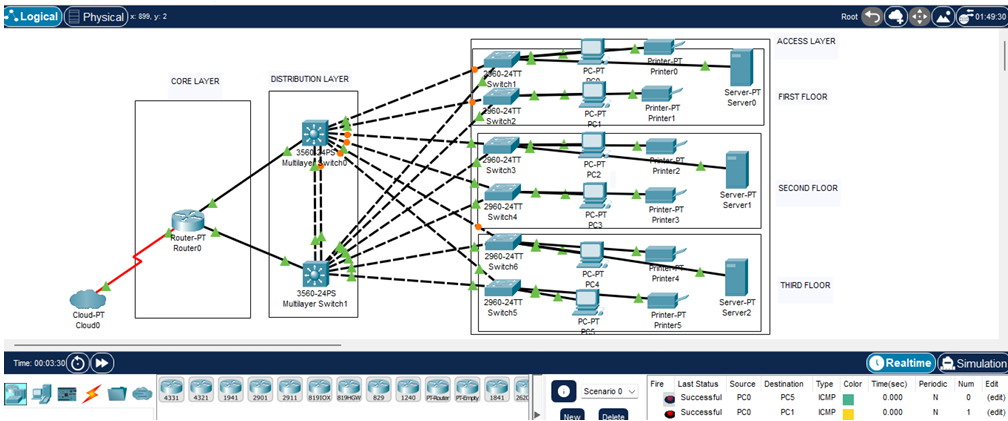 Logical
Physical
x: 899, y: 2
Root
01:49:30
CORE LAYER
DISTRIBUTION LAYER
ACCESS LAYER
FIRST FLOOR
SECOND FLOOR
THIRD FLOOR
Cloud-PT
Cloud0
Router-PT
Router0
3560-24PS
Multilayer Switch0
3560-24PS
Multilayer Switch1
2960-24TT
Switch1
PC-PT
PC0
Printer-PT
Printer0
Server-PT
Server0
2960-24TT
Switch2
PC-PT
PC1
Printer-PT
Printer1
2960-24TT
Switch3
PC-PT
PC2
Printer-PT
Printer2
Server-PT
Server1
2960-24TT
Switch4
PC-PT
PC3
Printer-PT
Printer3
2960-24TT
Switch6
PC-PT
PC4
Printer-PT
Printer4
Server-PT
Server2
2960-24TT
Switch5
PC-PT
PC5
Printer-PT
Printer5
Time: 00:03:30
Realtime
Simulation
4331 4321 1941 2901 2911 819IOX 819HGW 829 1240 PT-Router PT-Empty 1841 2620
Scenario 0
New Delete
Fire Last Status Source Destination Type Color Time(sec) Periodic Num Edit
Successful PC0 PC5 ICMP 0.000 N 0 (edit)
Successful PC0 PC1 ICMP 0.000 N 1 (edit)